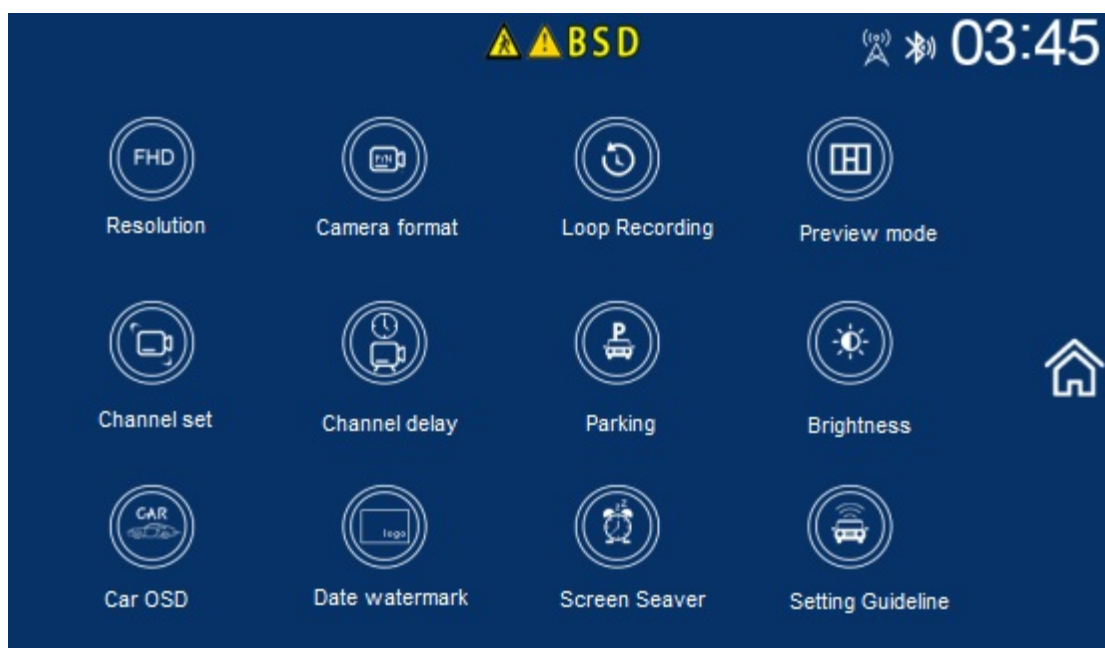 BSD 03:45
FHD P/N
Resolution Camera format Loop Recording Preview mode
P
Channel set Channel delay Parking Brightness
CAR logo zzZ
Car OSD Date watermark Screen Seaver Setting Guideline